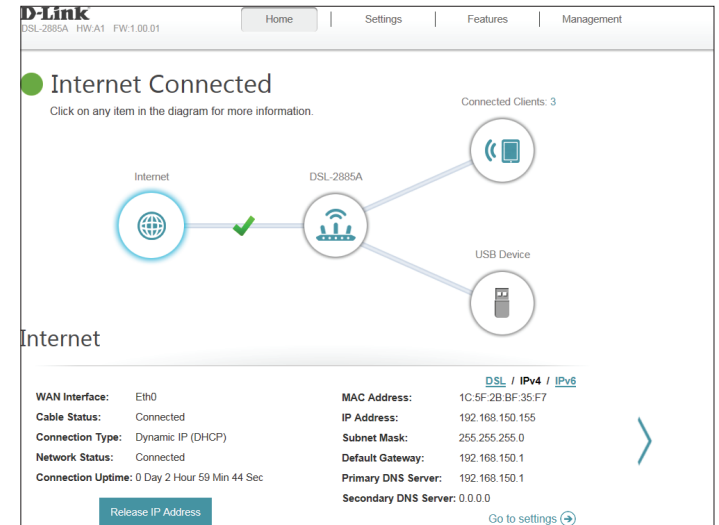 D-Link
DSL-2885A HW:A1 FW:1.00.01
Home
Settings
Features
Management
Internet Connected
Click on any item in the diagram for more information.
Connected Clients: 3
Internet
DSL-2885A
USB Device
Internet
DSL / IPv4 / IPv6
WAN Interface: Eth0
MAC Address: 1C:5F:2B:BF:35:F7
Cable Status: Connected
IP Address: 192.168.150.155
Connection Type: Dynamic IP (DHCP)
Subnet Mask: 255.255.255.0
Network Status: Connected
Default Gateway: 192.168.150.1
Connection Uptime: 0 Day 2 Hour 59 Min 44 Sec
Primary DNS Server: 192.168.150.1
Secondary DNS Server: 0.0.0.0
Release IP Address
Go to settings